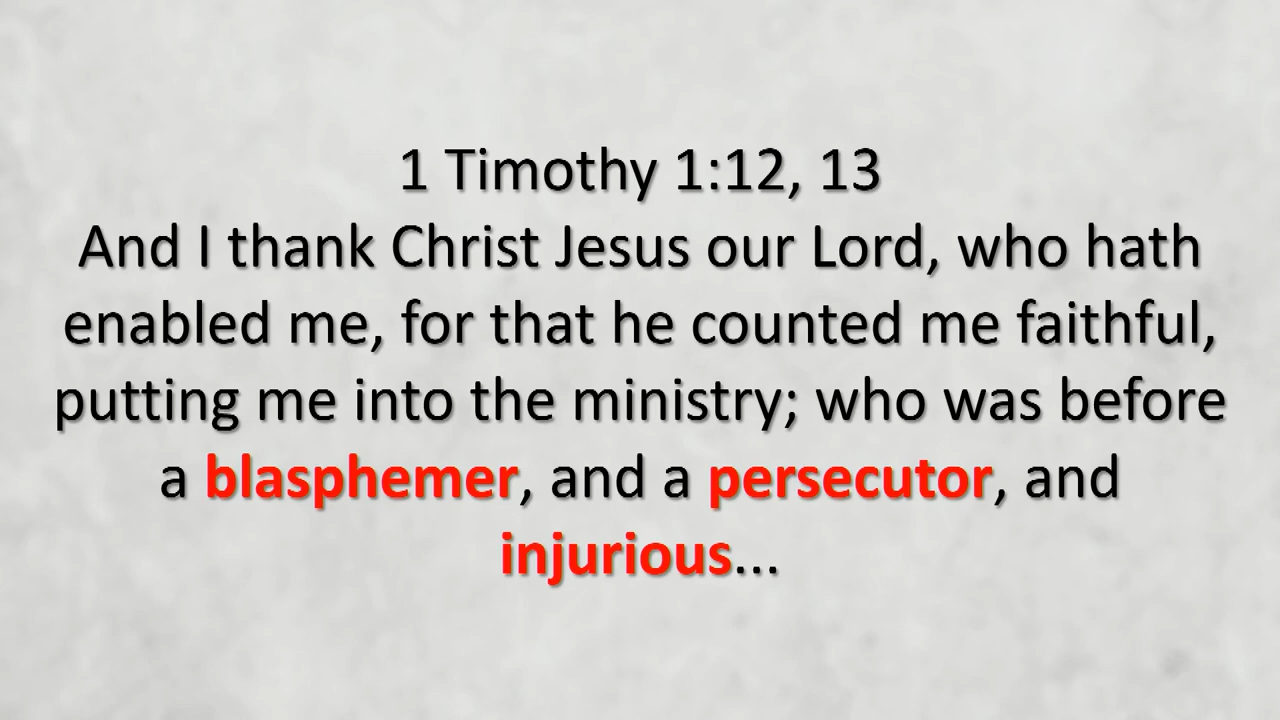 1 Timothy 1:12, 13
And I thank Christ Jesus our Lord, who hath
enabled me, for that he counted me faithful,
putting me into the ministry; who was before
a blasphemer, and a persecutor, and
injurious...